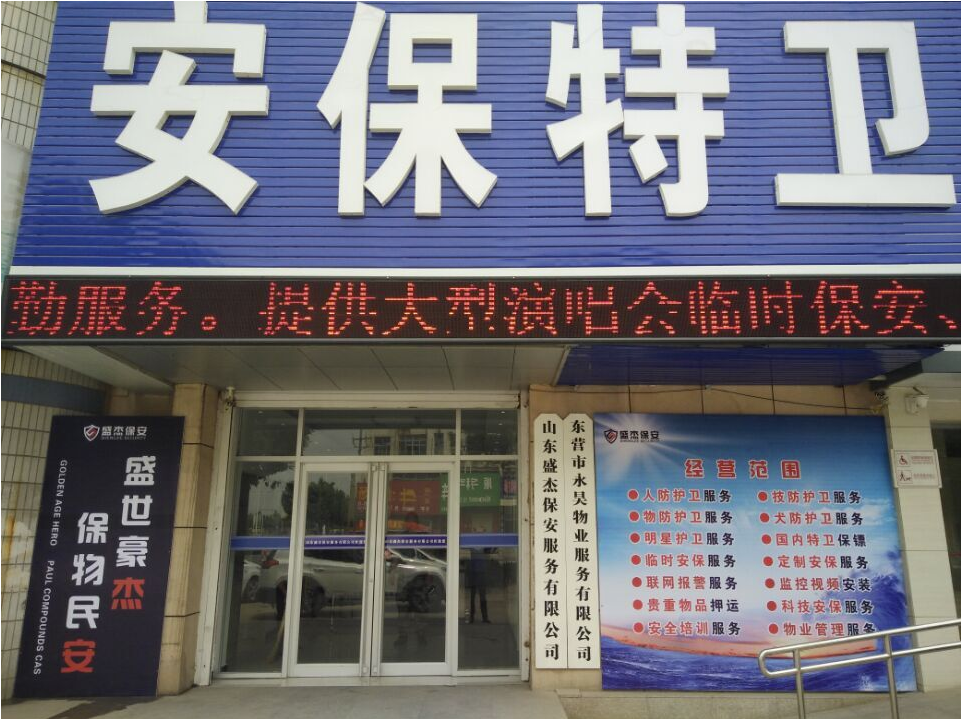 安保特卫
勤服务。提供大型演唱会临时保安、
盛杰保安
SHENGJIE SECURITY
盛世豪杰
保物民安
GOLDEN AGE HERO
PAUL COMPOUNDS CAS
山东盛杰保安服务有限公司
东营市永昊物业服务有限公司
盛杰保安
经营范围
●人防护卫服务
●技防护卫服务
●物防护卫服务
●犬防护卫服务
●明星护卫服务
●国内特卫保镖
●临时安保服务
●定制安保服务
●联网报警服务
●监控视频安装
●贵重物品押运
●科技安保服务
●安全培训服务
●物业管理服务